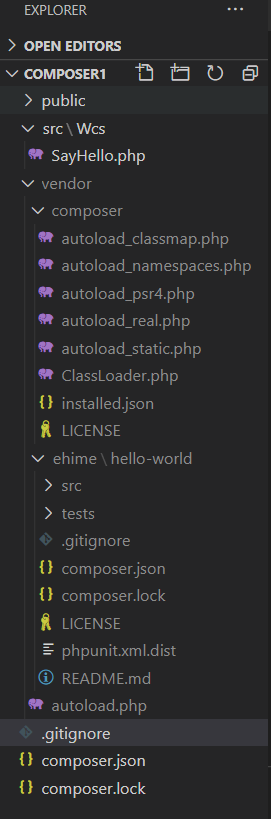 EXPLORER ...
OPEN EDITORS
COMPOSER1
public
src \ Wcs
SayHello.php
vendor
composer
autoload_classmap.php
autoload_namespaces.php
autoload_psr4.php
autoload_real.php
autoload_static.php
ClassLoader.php
installed.json
LICENSE
ehime \ hello-world
src
tests
.gitignore
composer.json
composer.lock
LICENSE
phpunit.xml.dist
README.md
autoload.php
.gitignore
composer.json
composer.lock